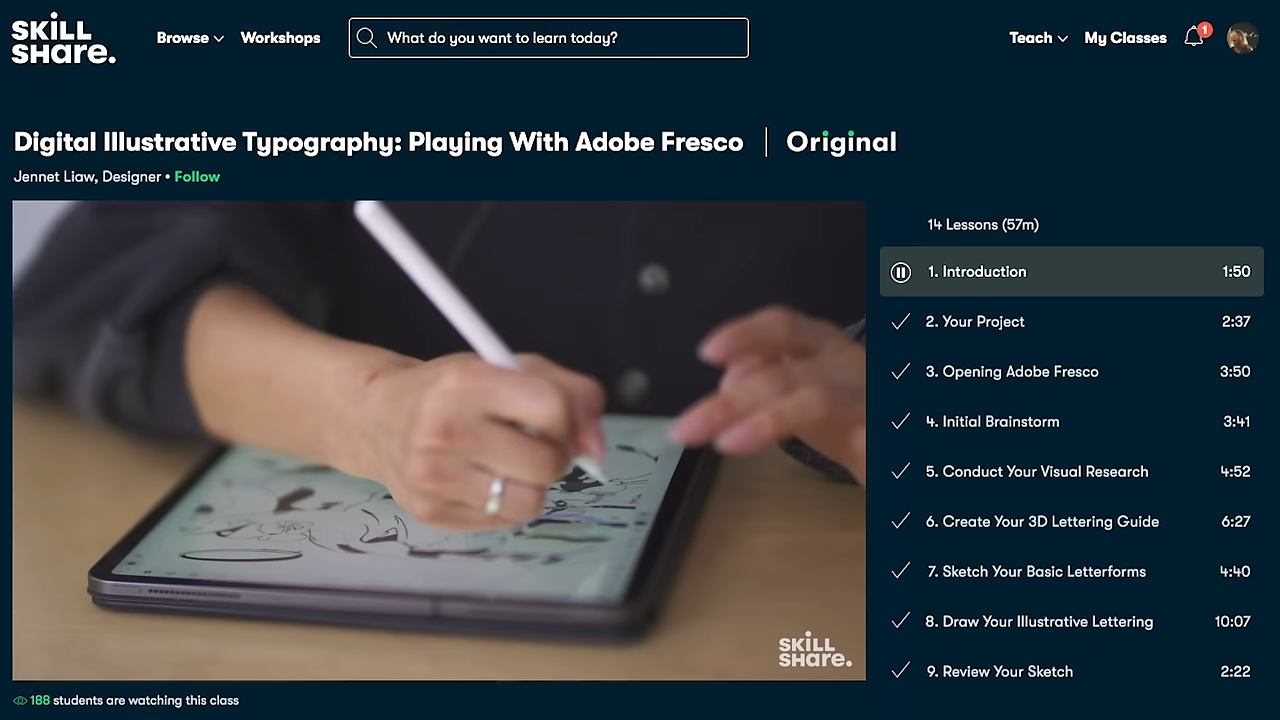 SKiLL
SHare.
Browse
Workshops
What do you want to learn today?
Teach
My Classes
1
Digital Illustrative Typography: Playing With Adobe Fresco | Original
Jennet Liaw, Designer • Follow
14 Lessons (57m)
1. Introduction 1:50
2. Your Project 2:37
3. Opening Adobe Fresco 3:50
4. Initial Brainstorm 3:41
5. Conduct Your Visual Research 4:52
6. Create Your 3D Lettering Guide 6:27
7. Sketch Your Basic Letterforms 4:40
8. Draw Your Illustrative Lettering 10:07
9. Review Your Sketch 2:22
SKiLL
SHare.
188 students are watching this class